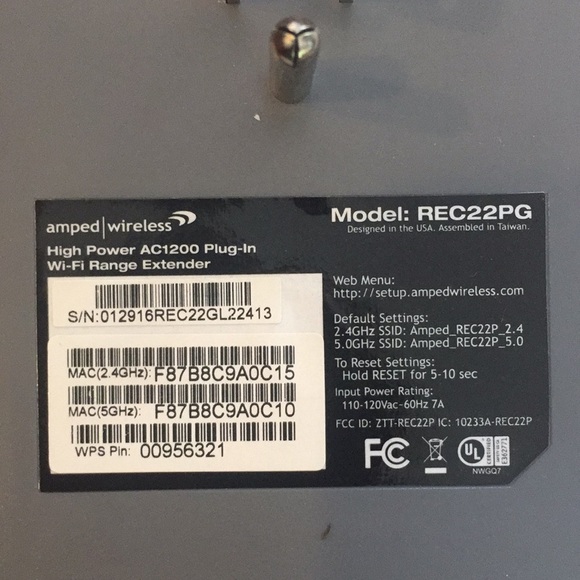 amped|wireless
High Power AC1200 Plug-In
Wi-Fi Range Extender
Model: REC22PG
Designed in the USA. Assembled in Taiwan.
S/N:012916REC22GL22413
MAC(2.4GHz): F87B8C9A0C15
MAC(5GHz): F87B8C9A0C10
WPS Pin: 00956321
Web Menu:
http://setup.ampedwireless.com
Default Settings:
2.4GHz SSID: Amped_REC22P_2.4
5.0GHz SSID: Amped_REC22P_5.0
To Reset Settings:
Hold RESET for 5-10 sec
Input Power Rating:
110-120Vac-60Hz 7A
FCC ID: ZTT-REC22P IC: 10233A-REC22P
FC
UL
CERTIFIED
E362771
NWGQ7